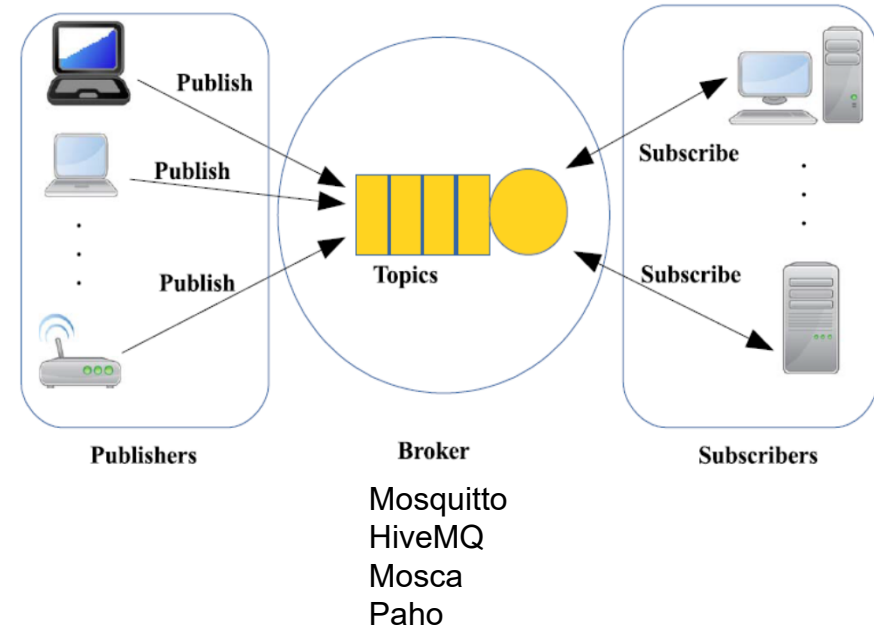 Publish
Publish
Publish
Topics
Subscribe
Subscribe
Publishers
Broker
Subscribers
Mosquitto
HiveMQ
Mosca
Paho